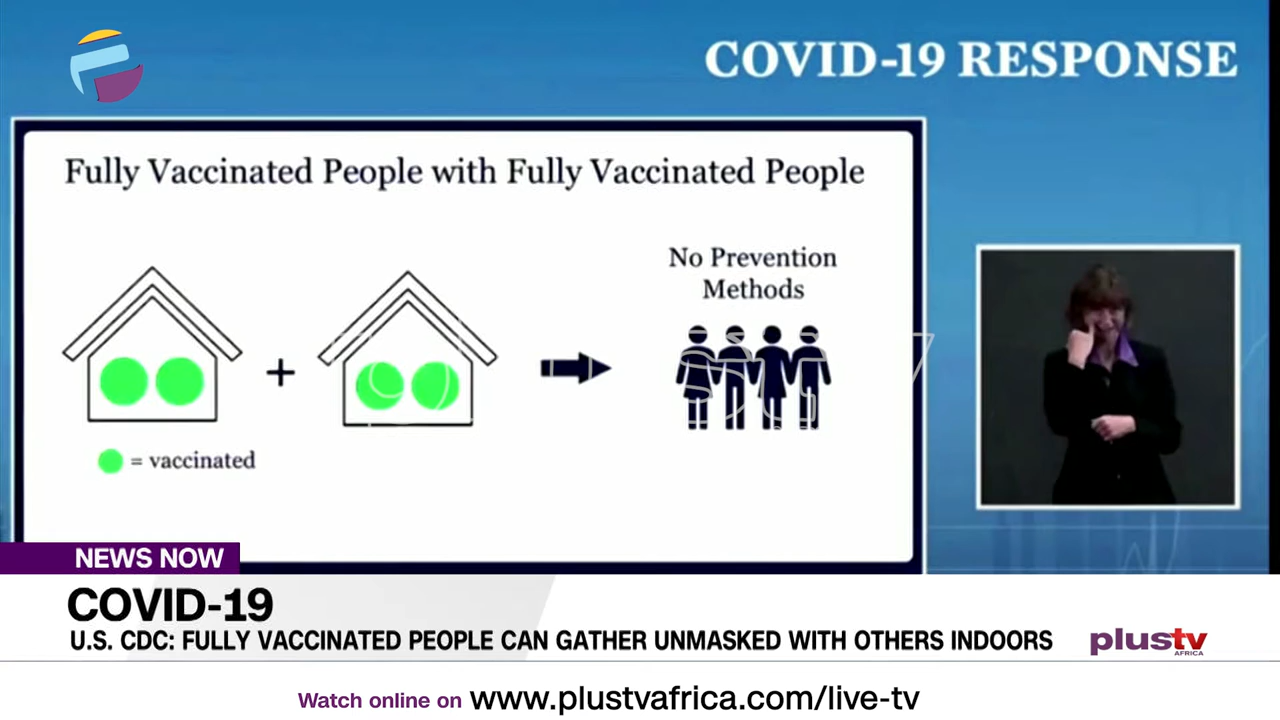 COVID-19 RESPONSE
Fully Vaccinated People with Fully Vaccinated People
No Prevention
Methods
+
= vaccinated
NEWS NOW
COVID-19
U.S. CDC: FULLY VACCINATED PEOPLE CAN GATHER UNMASKED WITH OTHERS INDOORS
plustv
AFRICA
Watch online on www.plustvafrica.com/live-tv